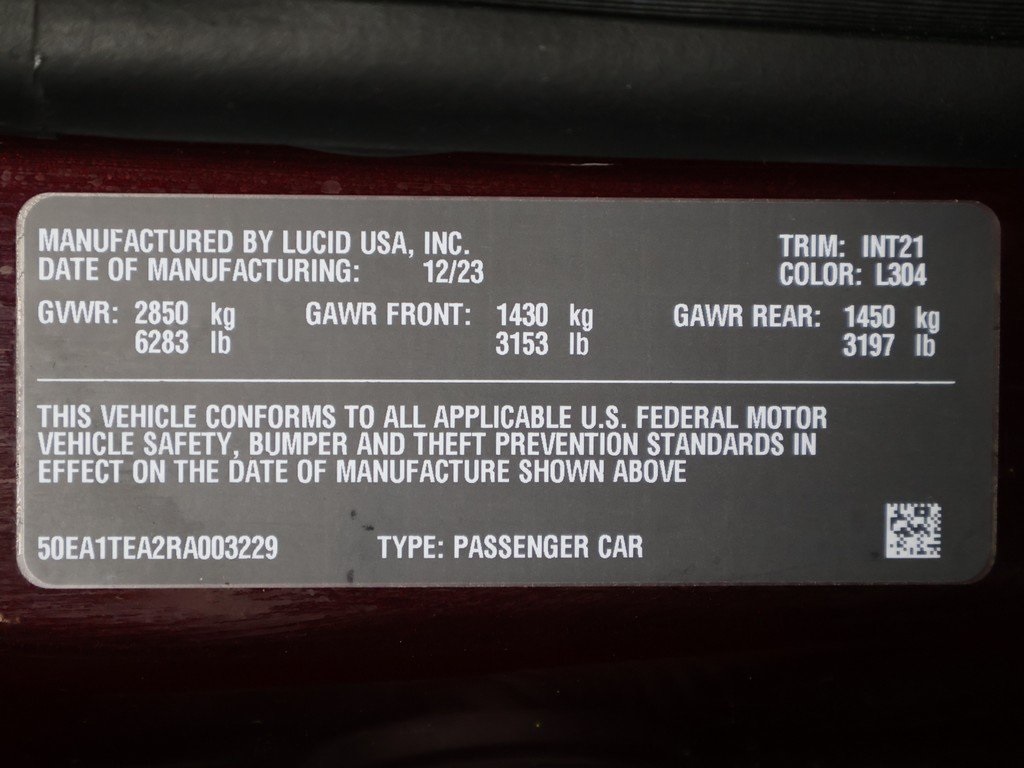 MANUFACTURED BY LUCID USA, INC. TRIM: INT21
DATE OF MANUFACTURING: 12/23 COLOR: L304
GVWR: 2850 kg GAWR FRONT: 1430 kg GAWR REAR: 1450 kg
6283 lb 3153 lb 3197 lb
THIS VEHICLE CONFORMS TO ALL APPLICABLE U.S. FEDERAL MOTOR
VEHICLE SAFETY, BUMPER AND THEFT PREVENTION STANDARDS IN
EFFECT ON THE DATE OF MANUFACTURE SHOWN ABOVE
50EA1TEA2RA003229 TYPE: PASSENGER CAR